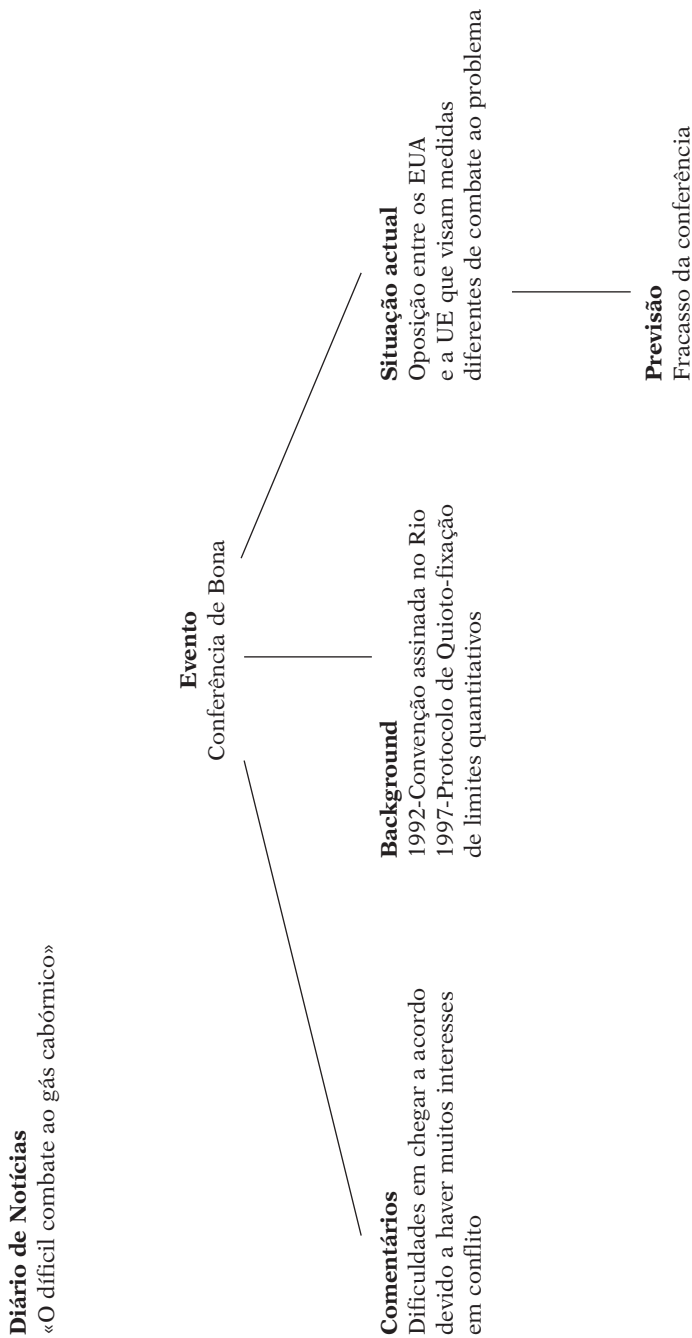 Diário de Notícias
«O díficil combate ao gás cabórnico»
Evento
Conferência de Bona
Comentários
Dificuldades em chegar a acordo
devido a haver muitos interesses
em conflito
Background
1992-Convenção assinada no Rio
1997-Protocolo de Quioto-fixação
de limites quantitativos
Situação actual
Oposição entre os EUA
e a UE que visam medidas
diferentes de combate ao problema
Previsão
Fracasso da conferência